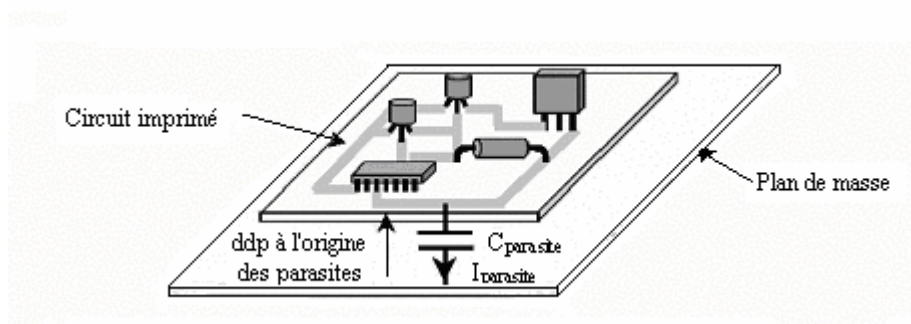 Circuit imprimé
Plan de masse
ddp à l'origine
des parasites
Cparasite
Iparasite